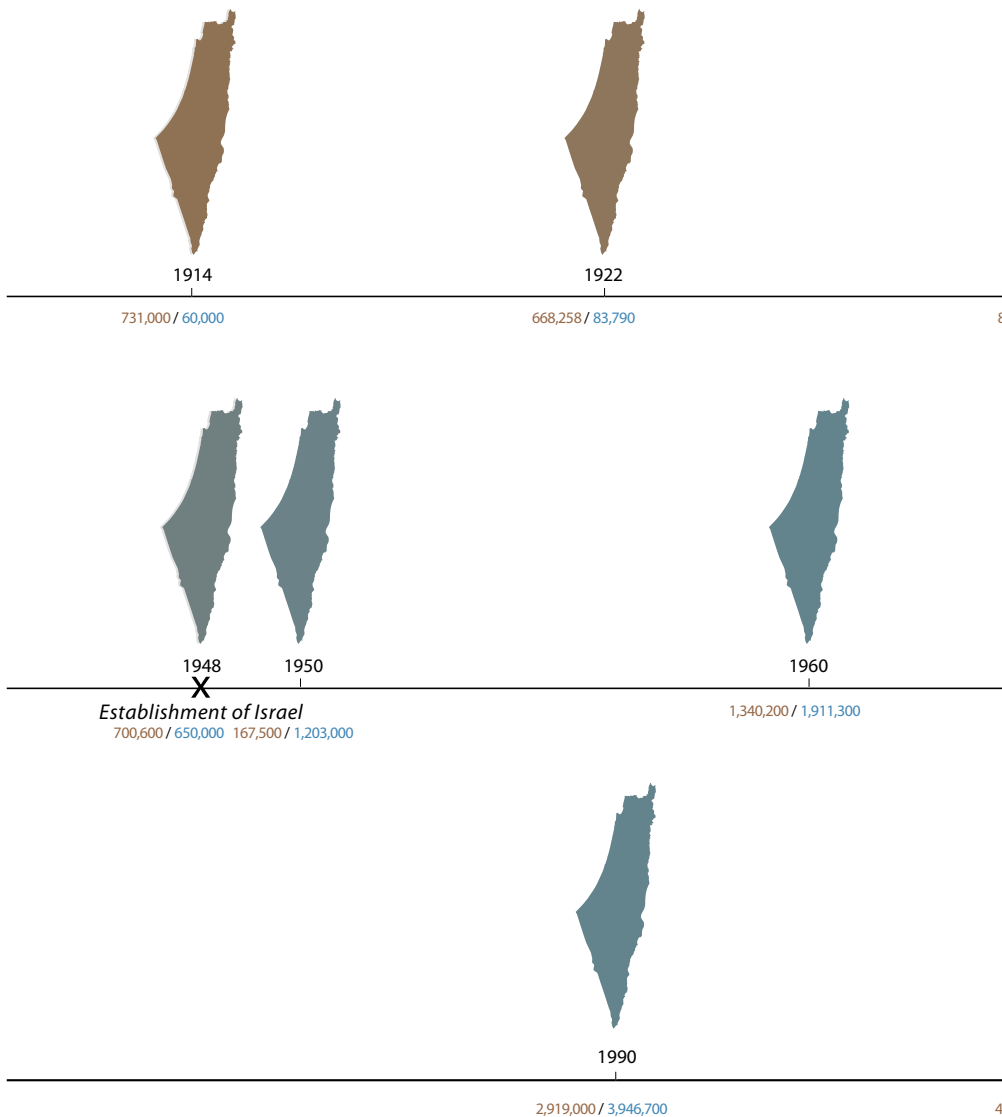 1914
1922
731,000 / 60,000
668,258 / 83,790
8
1948
1950
1960
X
Establishment of Israel
700,600 / 650,000
167,500 / 1,203,000
1,340,200 / 1,911,300
1990
2,919,000 / 3,946,700
4